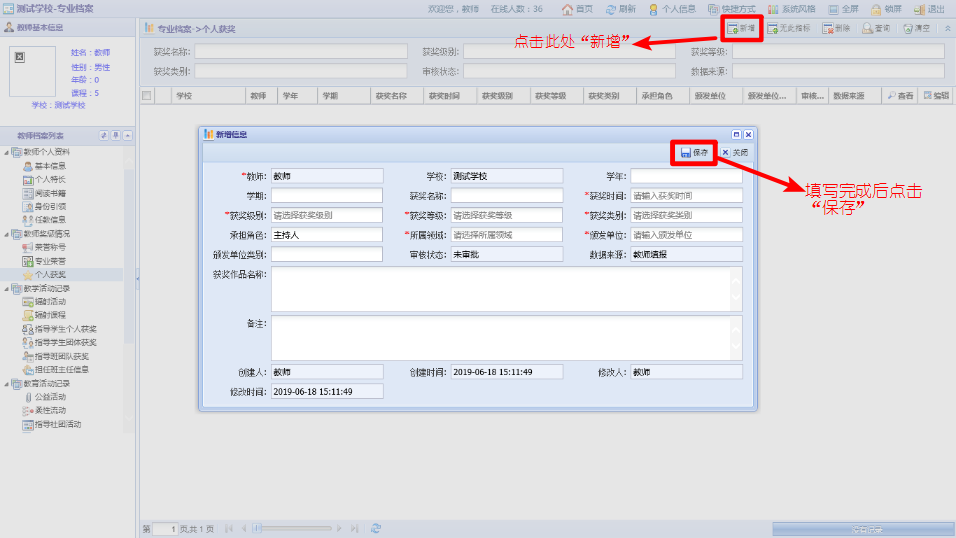 测试学校-专业档案
欢迎您，教师 在线人数：36 首页 刷新 个人信息 快捷方式 系统风格 全屏 锁屏 退出
教师基本信息
姓名：教师
性别：男性
年龄：0
课程：5
学校：测试学校
教师档案列表
教师个人资料
基本信息
个人特长
阅读书籍
身份引领
任教信息
教师奖惩情况
荣誉称号
专业荣誉
个人获奖
教学活动记录
辐射活动
辐射课程
指导学生个人获奖
指导学生团体获奖
指导班团队获奖
担任班主任信息
教育活动记录
公益活动
柔性流动
指导社团活动
专业档案->个人获奖
新增 无此指标 删除 查询 清空
点击此处“新增”
获奖名称： 获奖级别： 获奖等级：
获奖类别： 审核状态： 数据来源：
学校 教师 学年 学期 获奖名称 获奖时间 获奖级别 获奖等级 获奖类别 承担角色 颁发单位 颁发单位... 审核... 数据来源 查看 编辑
新增信息
保存 关闭
填写完成后点击
“保存”
*教师： 教师 学校： 测试学校 学年：
学期： 获奖名称： *获奖时间： 请输入获奖时间
*获奖级别： 请选择获奖级别 *获奖等级： 请选择获奖等级 *获奖类别： 请选择获奖类别
承担角色： 主持人 *所属领域： 请选择所属领域 *颁发单位： 请输入颁发单位
颁发单位类别： 审核状态： 未审批 数据来源： 教师填报
获奖作品名称：
备注：
创建人： 教师 创建时间： 2019-06-18 15:11:49 修改人： 教师
修改时间： 2019-06-18 15:11:49
第 1 页,共 1 页